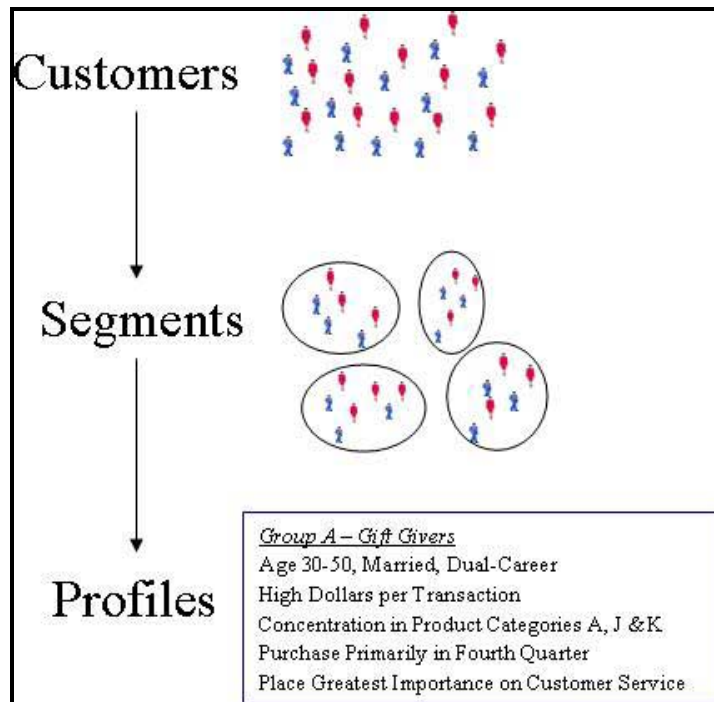 Customers
Segments
Profiles
Group A – Gift Givers
Age 30-50, Married, Dual-Career
High Dollars per Transaction
Concentration in Product Categories A, J & K
Purchase Primarily in Fourth Quarter
Place Greatest Importance on Customer Service